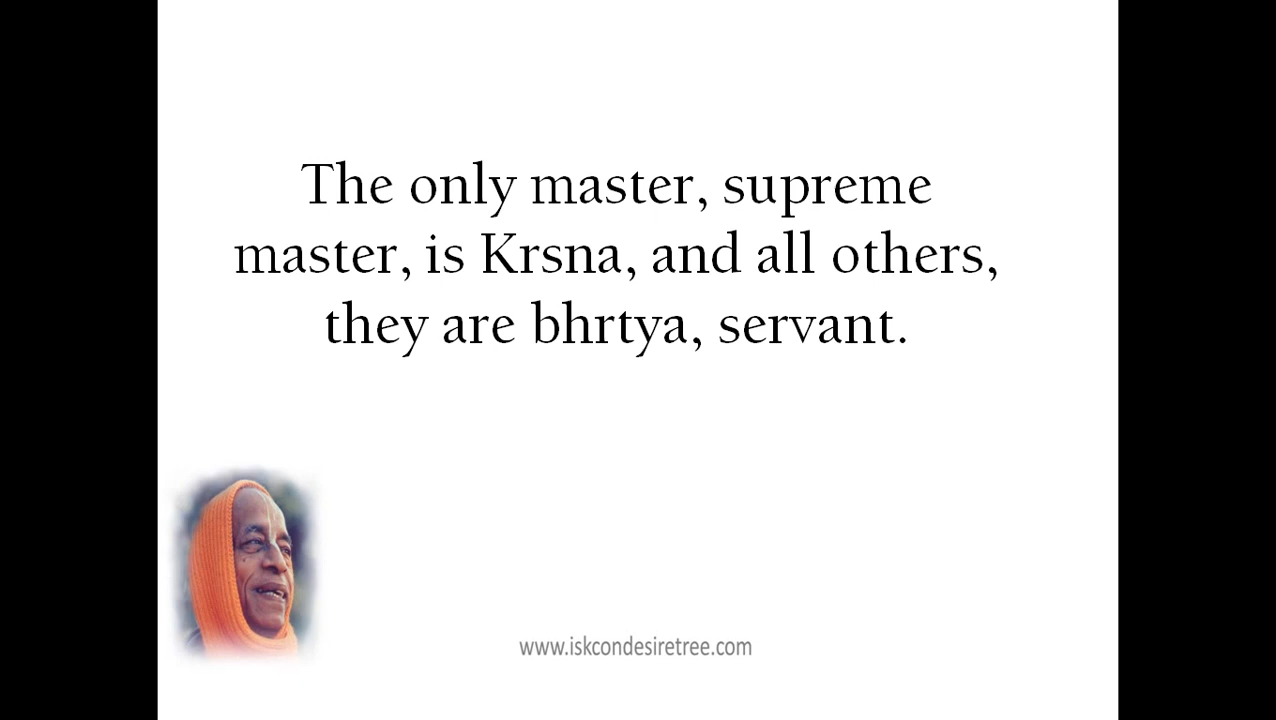 The only master, supreme
master, is Krsna, and all others,
they are bhrtya, servant.
www.iskcondesiretree.com